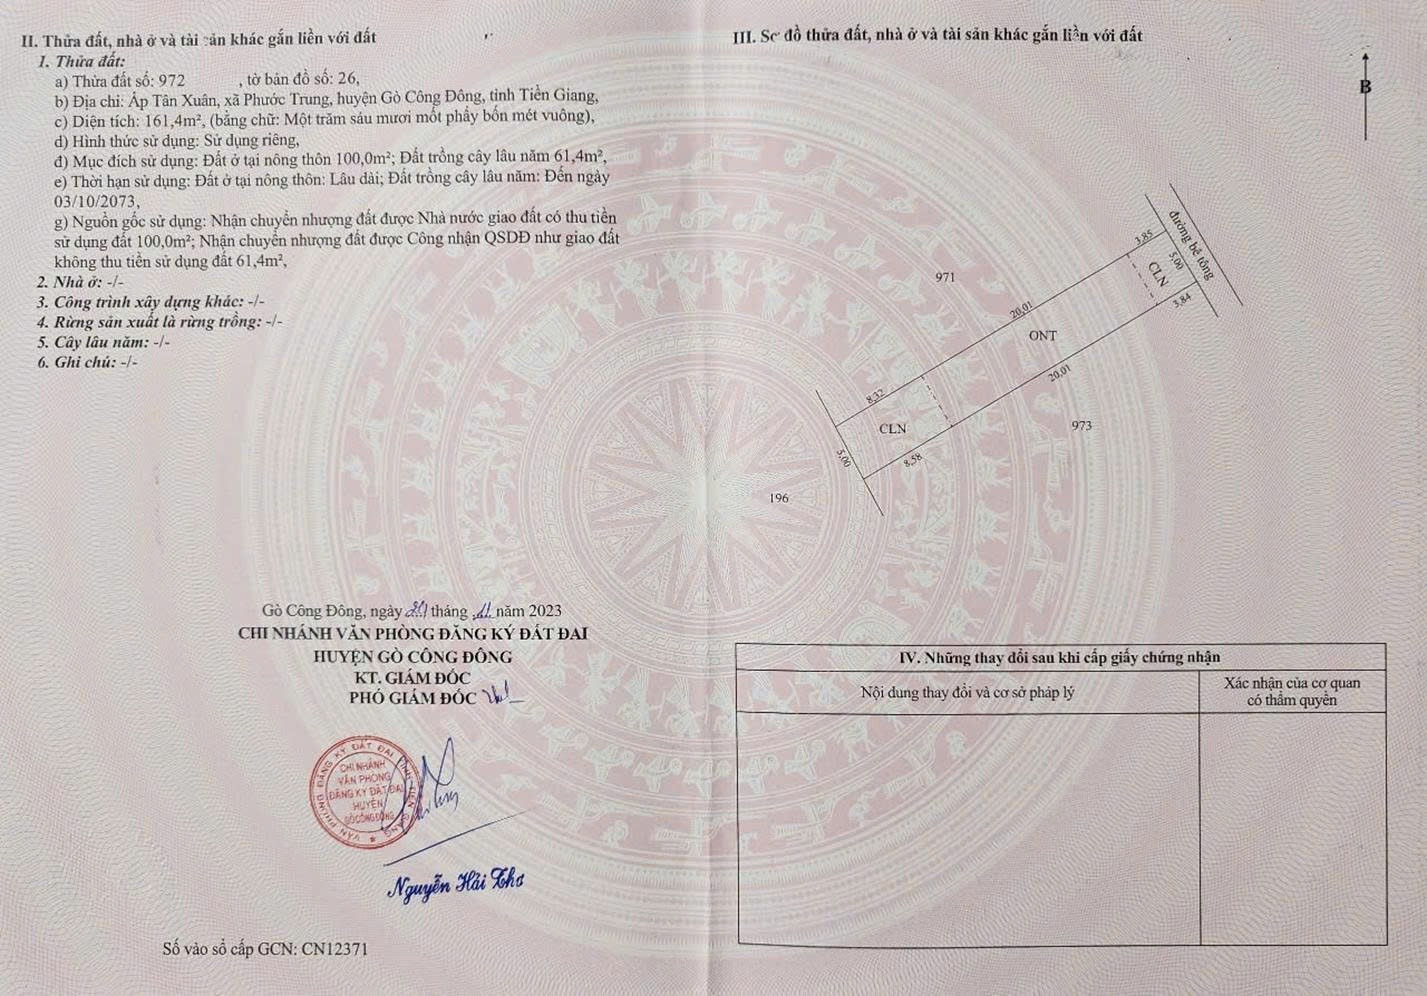 II. Thửa đất, nhà ở và tài sản khác gắn liền với đất
1. Thửa đất:
a) Thửa đất số: 972 , tờ bản đồ số: 26,
b) Địa chỉ: Ấp Tân Xuân, xã Phước Trung, huyện Gò Công Đông, tỉnh Tiền Giang,
c) Diện tích: 161,4m², (bằng chữ: Một trăm sáu mươi mốt phẩy bốn mét vuông),
d) Hình thức sử dụng: Sử dụng riêng,
đ) Mục đích sử dụng: Đất ở tại nông thôn 100,0m²; Đất trồng cây lâu năm 61,4m²,
e) Thời hạn sử dụng: Đất ở tại nông thôn: Lâu dài; Đất trồng cây lâu năm: Đến ngày
03/10/2073,
g) Nguồn gốc sử dụng: Nhận chuyển nhượng đất được Nhà nước giao đất có thu tiền
sử dụng đất 100,0m²; Nhận chuyển nhượng đất được Công nhận QSDĐ như giao đất
không thu tiền sử dụng đất 61,4m²,
2. Nhà ở: -/-
3. Công trình xây dựng khác: -/-
4. Rừng sản xuất là rừng trồng: -/-
5. Cây lâu năm: -/-
6. Ghi chú: -/-
Gò Công Đông, ngày tháng năm 2023
CHI NHÁNH VĂN PHÒNG ĐĂNG KÝ ĐẤT ĐAI
HUYỆN GÒ CÔNG ĐÔNG
KT. GIÁM ĐỐC
PHÓ GIÁM ĐỐC
VĂN PHÒNG ĐĂNG KÝ ĐẤT ĐAI TỈNH TIỀN GIANG
CHI NHÁNH
VĂN PHÒNG
ĐĂNG KÝ ĐẤT ĐAI
HUYỆN
GÒ CÔNG ĐÔNG
Nguyễn Hải Thơ
Số vào sổ cấp GCN: CN12371
III. Sơ đồ thửa đất, nhà ở và tài sản khác gắn liền với đất
B
đường bê tông
3,85
5,00
CLN
3,84
971
20,01
ONT
20,01
8,32
CLN
973
5,00
8,58
196
IV. Những thay đổi sau khi cấp giấy chứng nhận
Nội dung thay đổi và cơ sở pháp lý
Xác nhận của cơ quan
có thẩm quyền